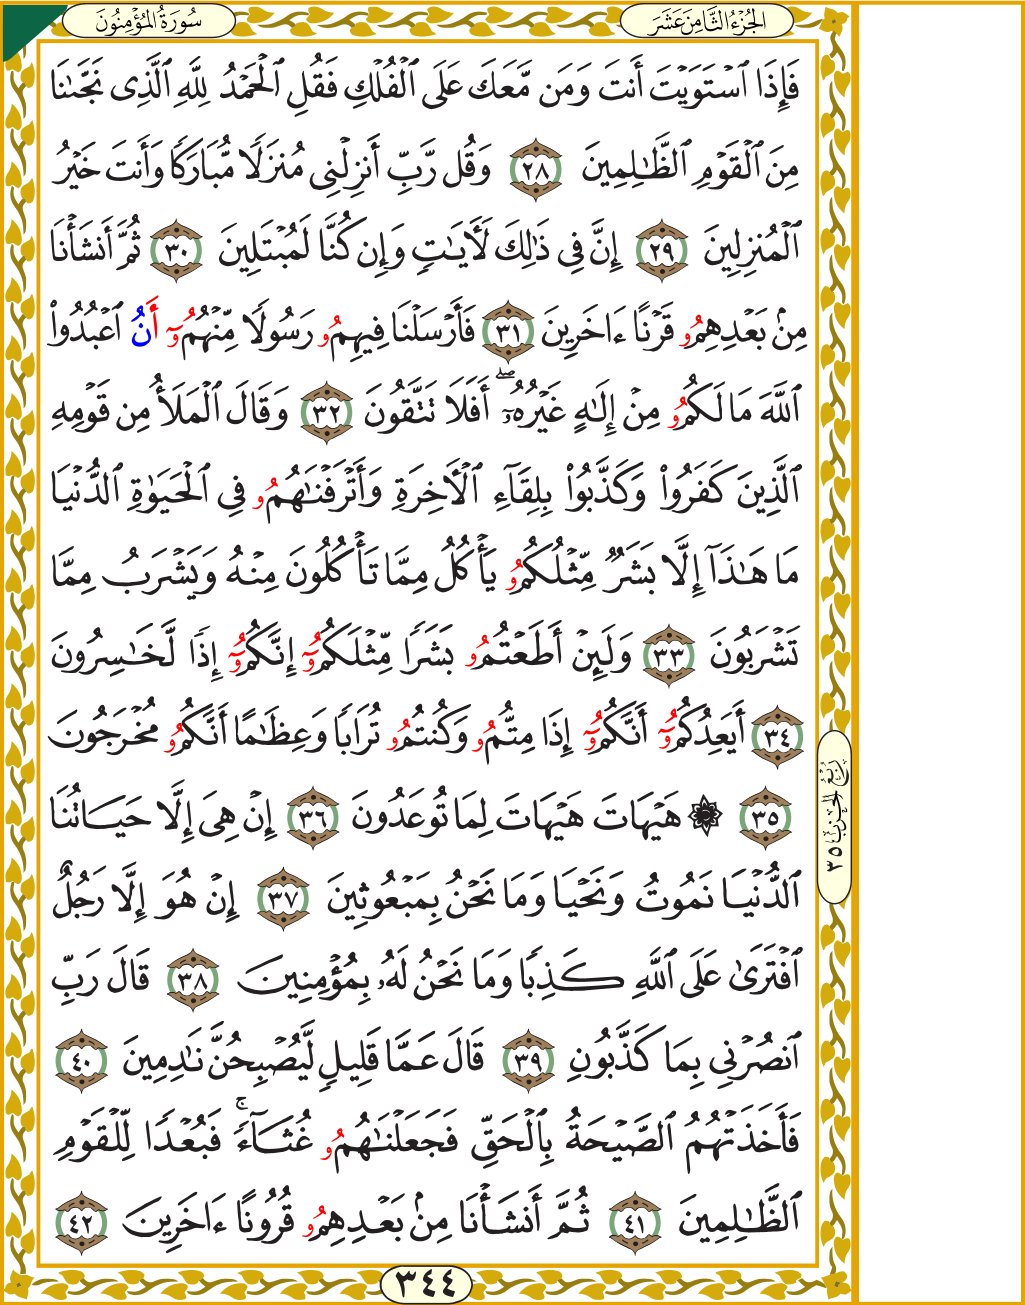 الجُزْءُ الثَّامِنَ عَشَرَ
سُورَةُ المُؤْمِنُونَ
فَإِذَا ٱسْتَوَيْتَ أَنتَ وَمَن مَّعَكَ عَلَى ٱلْفُلْكِ فَقُلِ ٱلْحَمْدُ لِلَّهِ ٱلَّذِى نَجَّىٰنَا
مِنَ ٱلْقَوْمِ ٱلظَّـٰلِمِينَ ٢٨ وَقُل رَّبِّ أَنزِلْنِى مُنزَلًا مُّبَارَكًا وَأَنتَ خَيْرُ
ٱلْمُنزِلِينَ ٢٩ إِنَّ فِى ذَٰلِكَ لَأَيَـٰتٍ وَإِن كُنَّا لَمُبْتَلِينَ ٣٠ ثُمَّ أَنشَأْنَا
مِنۢ بَعْدِهِمُۥ قَرْنًا ءَاخَرِينَ ٣١ فَأَرْسَلْنَا فِيهِمُۥ رَسُولًا مِّنْهُمُۥٓ أَنُ ٱعْبُدُوا۟
ٱللَّهَ مَا لَكُمُۥ مِنْ إِلَـٰهٍ غَيْرُهُۥٓ ۖ أَفَلَا تَتَّقُونَ ٣٢ وَقَالَ ٱلْمَلَأُ مِن قَوْمِهِ
ٱلَّذِينَ كَفَرُوا۟ وَكَذَّبُوا۟ بِلِقَآءِ ٱلْأَخِرَةِ وَأَتْرَفْنَـٰهُمُۥ فِى ٱلْحَيَوٰةِ ٱلدُّنْيَا
مَا هَـٰذَآ إِلَّا بَشَرٌ مِّثْلُكُمُۥ يَأْكُلُ مِمَّا تَأْكُلُونَ مِنْهُ وَيَشْرَبُ مِمَّا
تَشْرَبُونَ ٣٣ وَلَئِنْ أَطَعْتُمُۥ بَشَرًا مِّثْلَكُمُۥٓ إِنَّكُمُۥٓ إِذًا لَّخَـٰسِرُونَ
٣٤ أَيَعِدُكُمُۥٓ أَنَّكُمُۥٓ إِذَا مِتُّمُۥ وَكُنتُمُۥ تُرَابًا وَعِظَـٰمًا أَنَّكُمُۥ مُخْرَجُونَ
٣٥ ۞ هَيْهَاتَ هَيْهَاتَ لِمَا تُوعَدُونَ ٣٦ إِنْ هِىَ إِلَّا حَيَاتُنَا
ٱلدُّنْيَا نَمُوتُ وَنَحْيَا وَمَا نَحْنُ بِمَبْعُوثِينَ ٣٧ إِنْ هُوَ إِلَّا رَجُلٌ
ٱفْتَرَىٰ عَلَى ٱللَّهِ كَذِبًا وَمَا نَحْنُ لَهُۥ بِمُؤْمِنِينَ ٣٨ قَالَ رَبِّ
ٱنصُرْنِى بِمَا كَذَّبُونِ ٣٩ قَالَ عَمَّا قَلِيلٍ لَّيُصْبِحُنَّ نَـٰدِمِينَ ٤٠
فَأَخَذَتْهُمُ ٱلصَّيْحَةُ بِٱلْحَقِّ فَجَعَلْنَـٰهُمُۥ غُثَآءً ۚ فَبُعْدًا لِّلْقَوْمِ
ٱلظَّـٰلِمِينَ ٤١ ثُمَّ أَنشَأْنَا مِنۢ بَعْدِهِمُۥ قُرُونًا ءَاخَرِينَ ٤٢
رُبُعُ الحِزْبِ ٣٥
٣٤٤